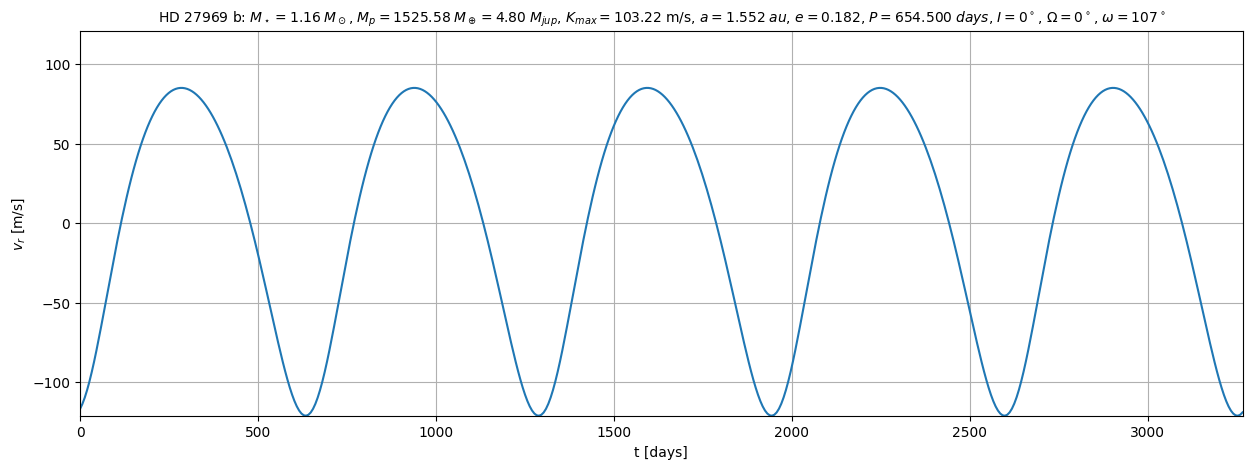 HD 27969 b: M⋆ = 1.16 M⊙, Mp = 1525.58 M⊕ = 4.80 Mjup, Kmax = 103.22 m/s, a = 1.552 au, e = 0.182, P = 654.500 days, I = 0°, Ω = 0°, ω = 107°
100
50
0
−50
−100
vr [m/s]
0 500 1000 1500 2000 2500 3000
t [days]